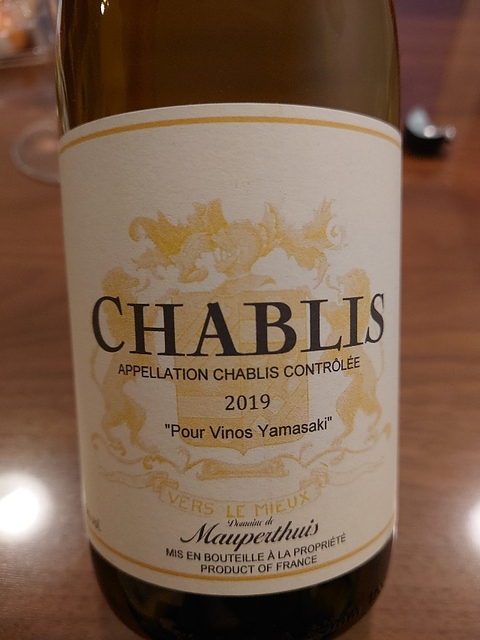 CHABLIS
APPELLATION CHABLIS CONTRÔLÉE
2019
"Pour Vinos Yamasaki"
VERS LE MIEUX
Domaine de
Mauperthuis
MIS EN BOUTEILLE À LA PROPRIÉTÉ
PRODUCT OF FRANCE